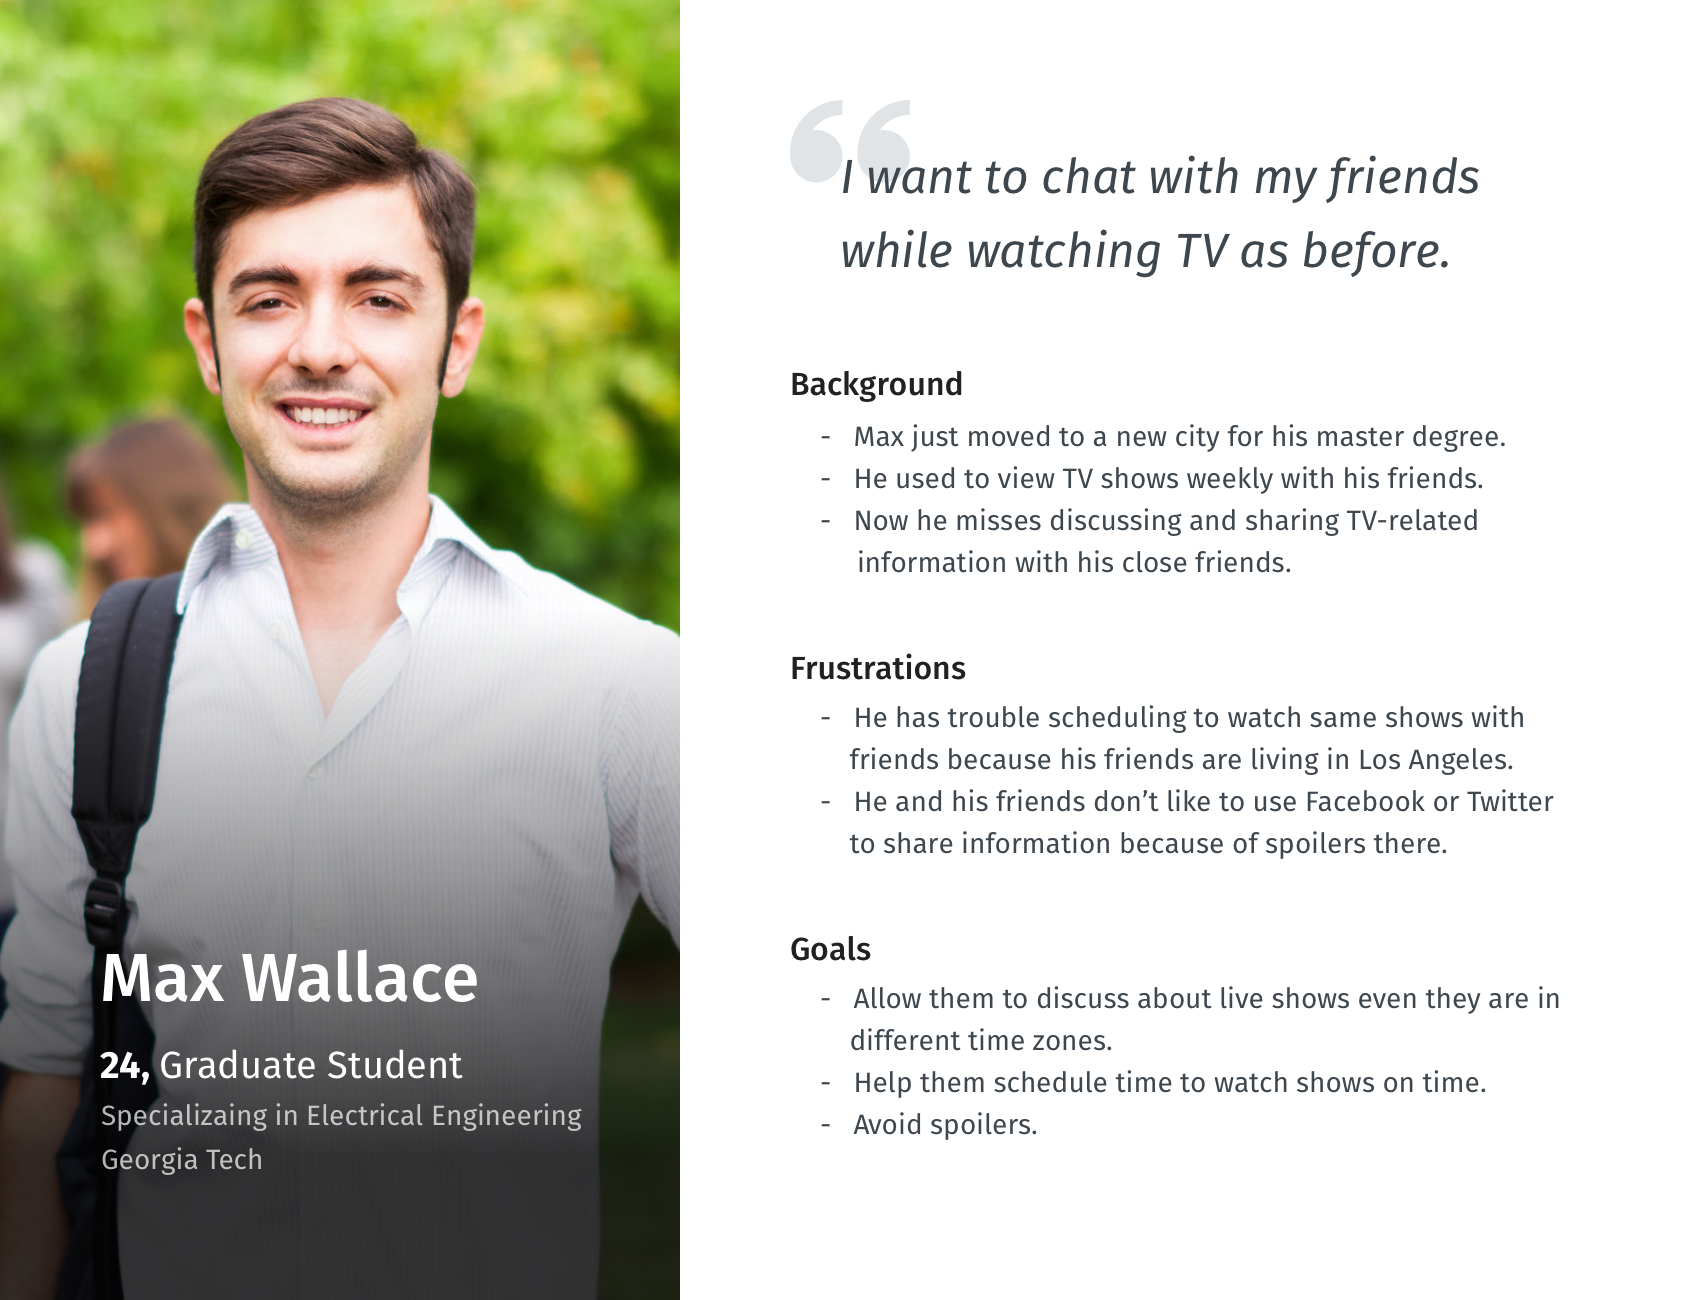 Max Wallace
24, Graduate Student
Specializaing in Electrical Engineering
Georgia Tech
“
I want to chat with my friends
while watching TV as before.
Background
- Max just moved to a new city for his master degree.
- He used to view TV shows weekly with his friends.
- Now he misses discussing and sharing TV-related
information with his close friends.
Frustrations
- He has trouble scheduling to watch same shows with
friends because his friends are living in Los Angeles.
- He and his friends don’t like to use Facebook or Twitter
to share information because of spoilers there.
Goals
- Allow them to discuss about live shows even they are in
different time zones.
- Help them schedule time to watch shows on time.
- Avoid spoilers.